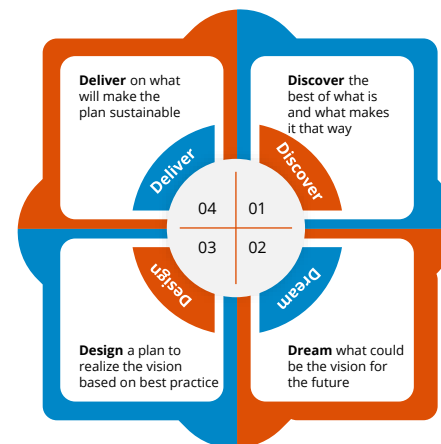 Deliver on what
will make the
plan sustainable
Discover the
best of what is
and what makes
it that way
Deliver
Discover
04
01
03
02
Design
Dream
Design a plan to
realize the vision
based on best practice
Dream what could
be the vision for
the future